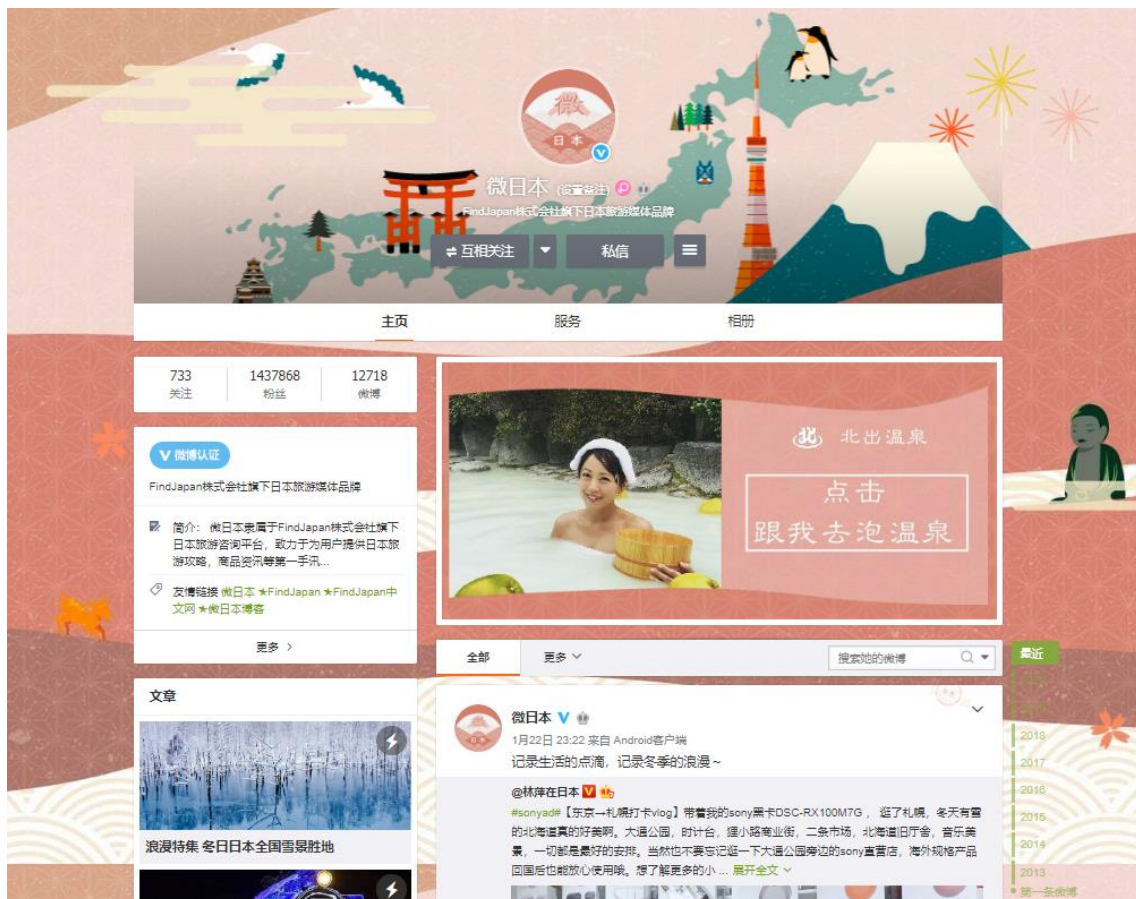 微
日本
微日本 (设置备注)
FindJapan株式会社旗下日本旅游媒体品牌
互相关注
私信
主页
服务
相册
733
关注
1437868
粉丝
12718
微博
V 微博认证
FindJapan株式会社旗下日本旅游媒体品牌
简介： 微日本隶属于FindJapan株式会社旗下
日本旅游咨询平台，致力于为用户提供日本旅
游攻略，商品资讯等第一手汛...
友情链接 微日本 ★FindJapan ★FindJapan中
文网 ★微日本博客
更多
文章
浪漫特集 冬日日本全国雪景胜地
北出温泉
点击
跟我去泡温泉
全部
更多
搜索她的微博
微日本
1月22日 23:22 来自 Android客户端
记录生活的点滴，记录冬季的浪漫～
@林萍在日本
#sonyad#【东京→札幌打卡vlog】带着我的sony黑卡DSC-RX100M7G ，逛了札幌，冬天有雪
的北海道真的好美啊。大通公园，时计台，狸小路商业街，二条市场，北海道旧厅舍，音乐美
景，一切都是最好的安排。当然也不要忘记逛一下大通公园旁边的sony直营店，海外规格产品
回国后也能放心使用哦。想了解更多的小 ... 展开全文
最近
2018
2017
2016
2015
2014
2013
第一条微博